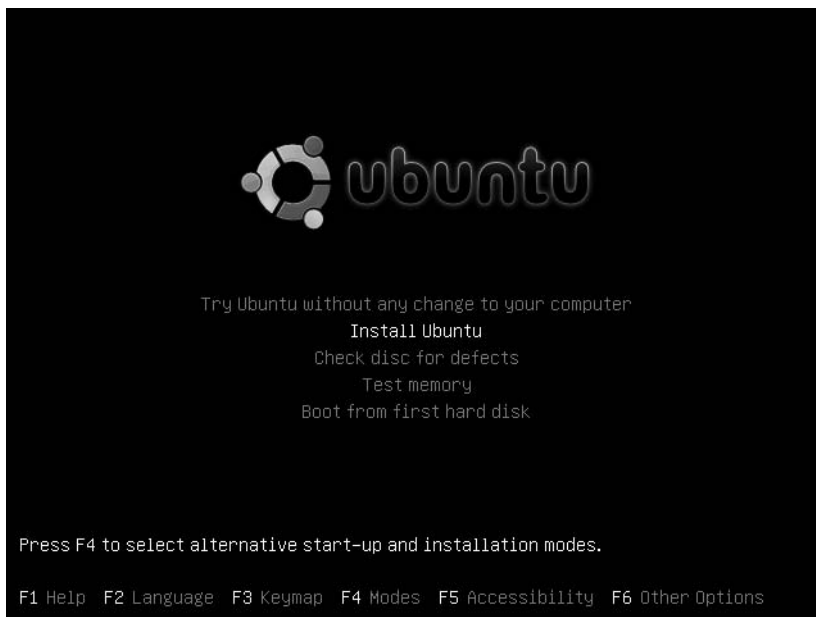 ubuntu
Try Ubuntu without any change to your computer
Install Ubuntu
Check disc for defects
Test memory
Boot from first hard disk
Press F4 to select alternative start-up and installation modes.
F1 Help F2 Language F3 Keymap F4 Modes F5 Accessibility F6 Other Options